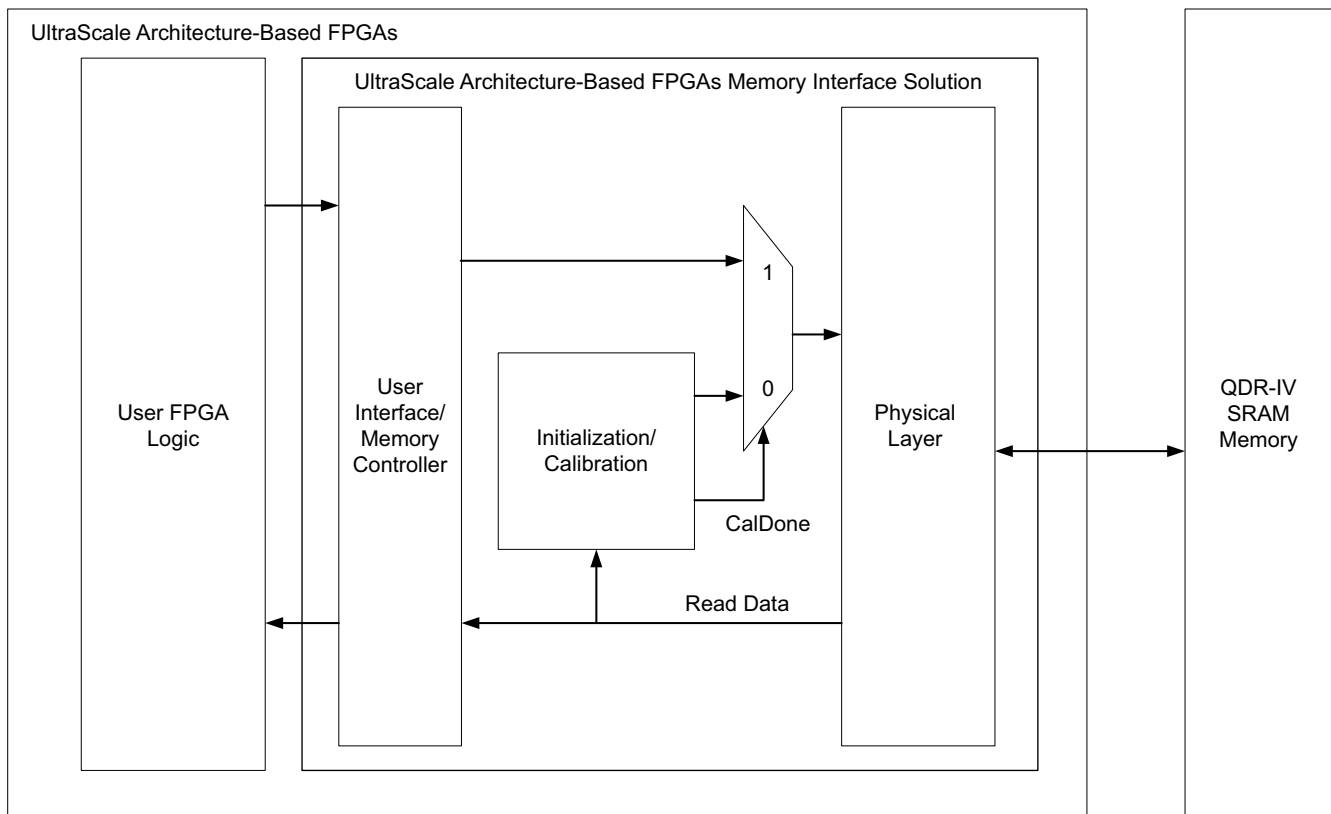 UltraScale Architecture-Based FPGAs
UltraScale Architecture-Based FPGAs Memory Interface Solution
User FPGA
Logic
User
Interface/
Memory
Controller
Initialization/
Calibration
1
0
CalDone
Read Data
Physical
Layer
QDR-IV
SRAM
Memory